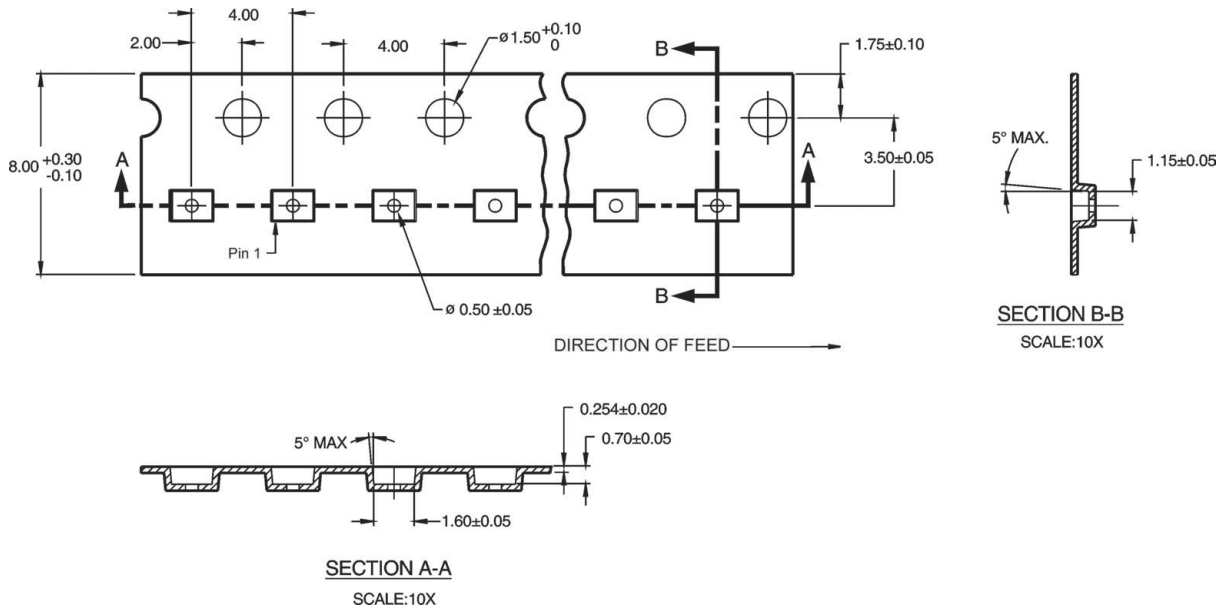 4.00
2.00
4.00
ø1.50 +0.10 0
B
1.75±0.10
8.00 +0.30 -0.10
A
A
3.50±0.05
5° MAX.
1.15±0.05
Pin 1
ø 0.50 ±0.05
B
SECTION B-B
SCALE:10X
DIRECTION OF FEED
5° MAX
0.254±0.020
0.70±0.05
1.60±0.05
SECTION A-A
SCALE:10X